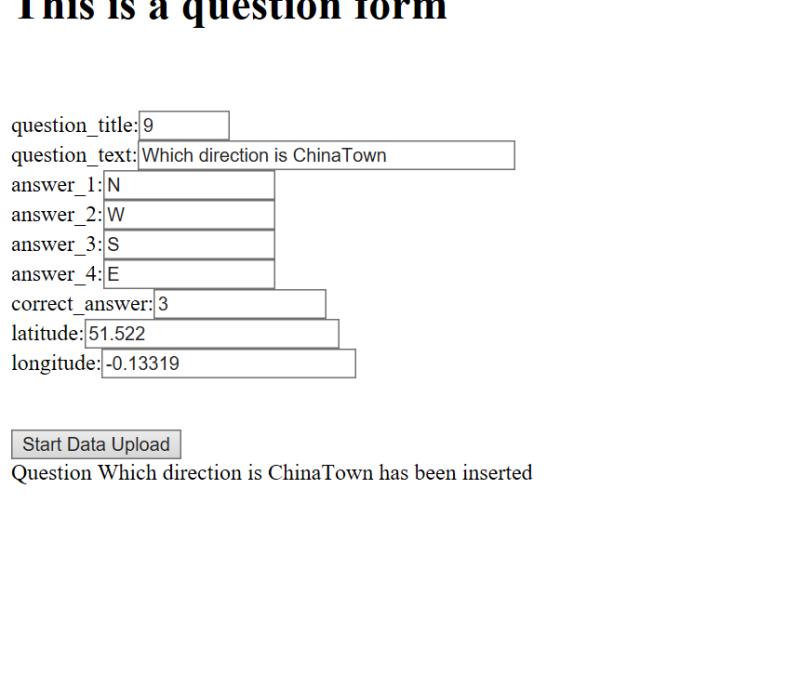 This is a question form
question_title: 9
question_text: Which direction is ChinaTown
answer_1: N
answer_2: W
answer_3: S
answer_4: E
correct_answer: 3
latitude: 51.522
longitude: -0.13319
Start Data Upload
Question Which direction is ChinaTown has been inserted